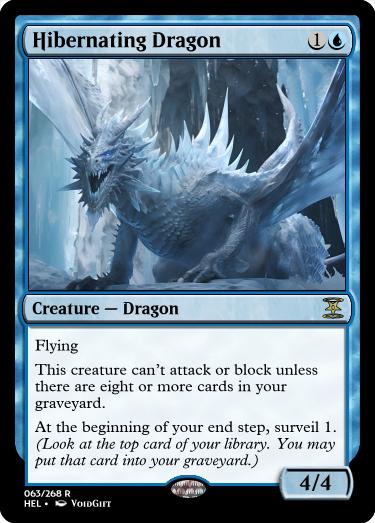 Hibernating Dragon 1
Creature — Dragon
Flying
This creature can't attack or block unless
there are eight or more cards in your
graveyard.
At the beginning of your end step, surveil 1.
(Look at the top card of your library. You may
put that card into your graveyard.)
4/4
063/268 R
HEL • VoidGift